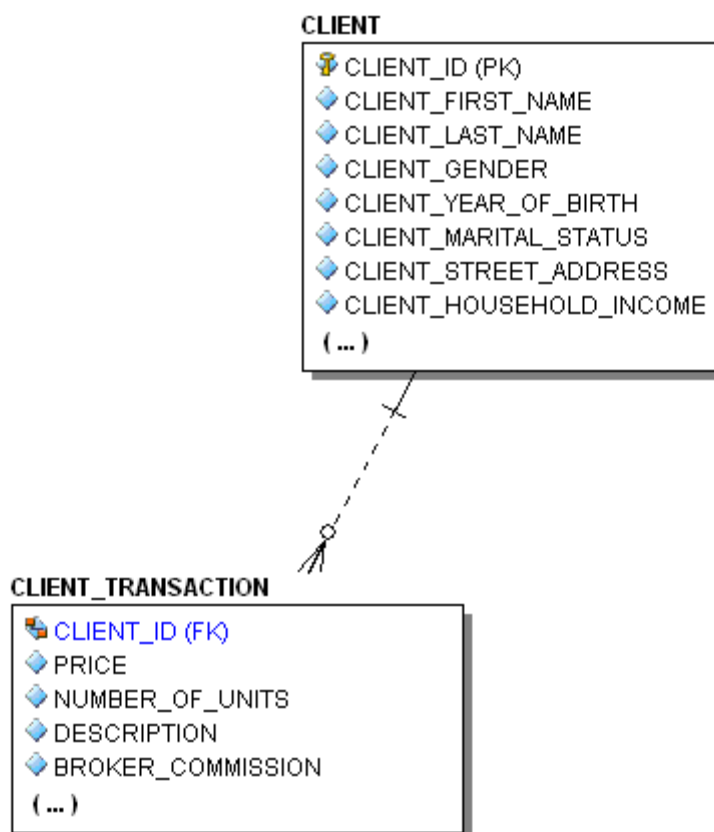 CLIENT
CLIENT_ID (PK)
CLIENT_FIRST_NAME
CLIENT_LAST_NAME
CLIENT_GENDER
CLIENT_YEAR_OF_BIRTH
CLIENT_MARITAL_STATUS
CLIENT_STREET_ADDRESS
CLIENT_HOUSEHOLD_INCOME
(...)
CLIENT_TRANSACTION
CLIENT_ID (FK)
PRICE
NUMBER_OF_UNITS
DESCRIPTION
BROKER_COMMISSION
(...)